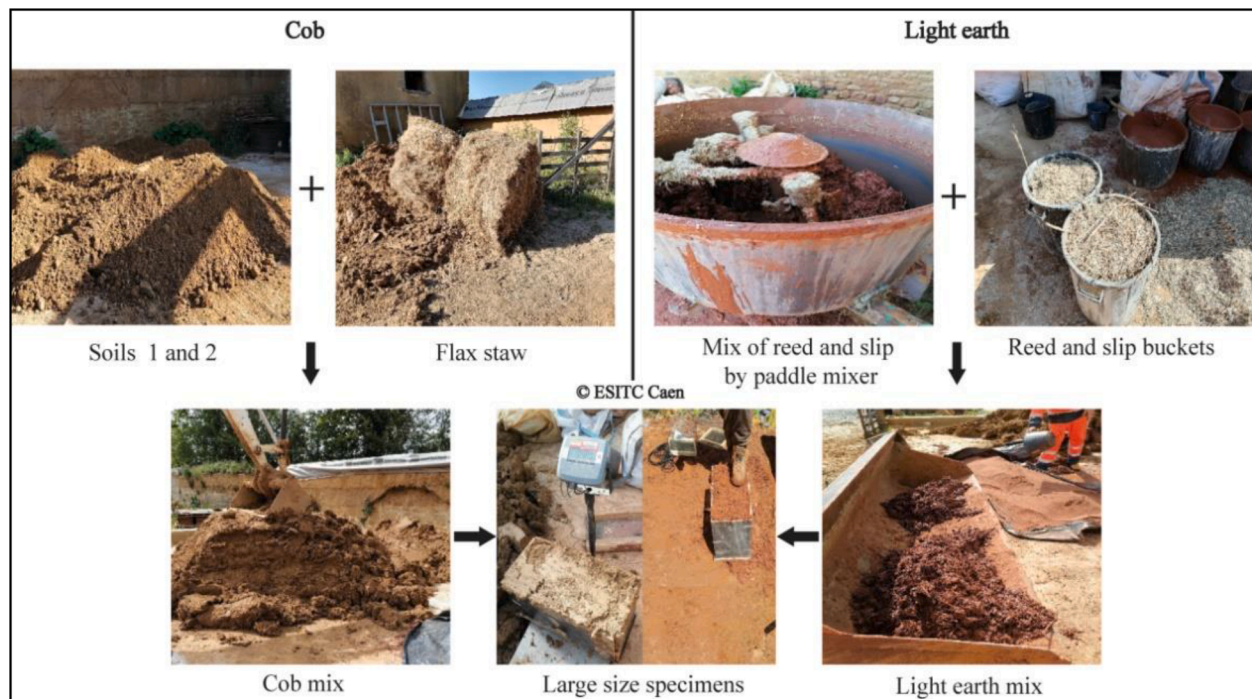 Cob
Light earth
+
+
Soils 1 and 2
Flax staw
Mix of reed and slip
by paddle mixer
Reed and slip buckets
© ESITC Caen
Cob mix
Large size specimens
Light earth mix